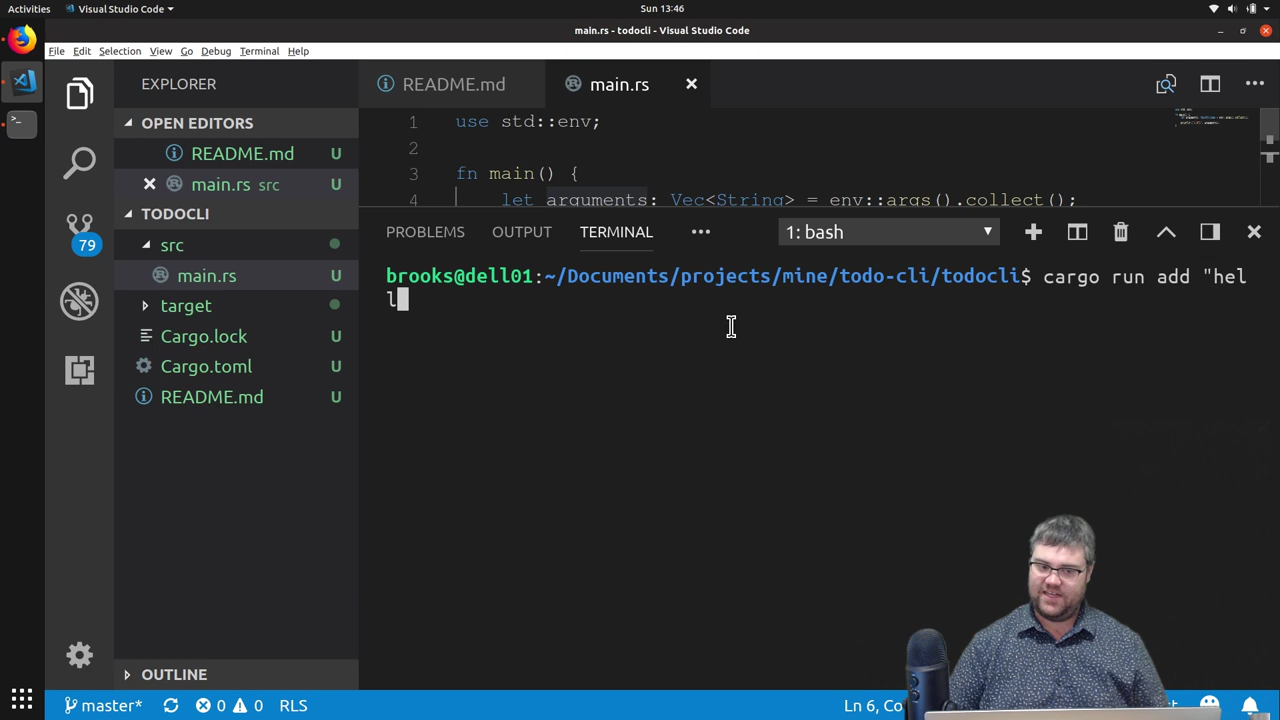 Activities
Visual Studio Code
Sun 13:46
main.rs - todocli - Visual Studio Code
File Edit Selection View Go Debug Terminal Help
EXPLORER
OPEN EDITORS
README.md U
main.rs src U
TODOCLI
src
main.rs U
target
Cargo.lock U
Cargo.toml U
README.md U
OUTLINE
79
README.md
main.rs
1 use std::env;
2
3 fn main() {
4 let arguments: Vec<String> = env::args().collect();
PROBLEMS OUTPUT TERMINAL
1: bash
brooks@dell01:~/Documents/projects/mine/todo-cli/todocli$ cargo run add "hel
l
master* 0 0 RLS
Ln 6, Co